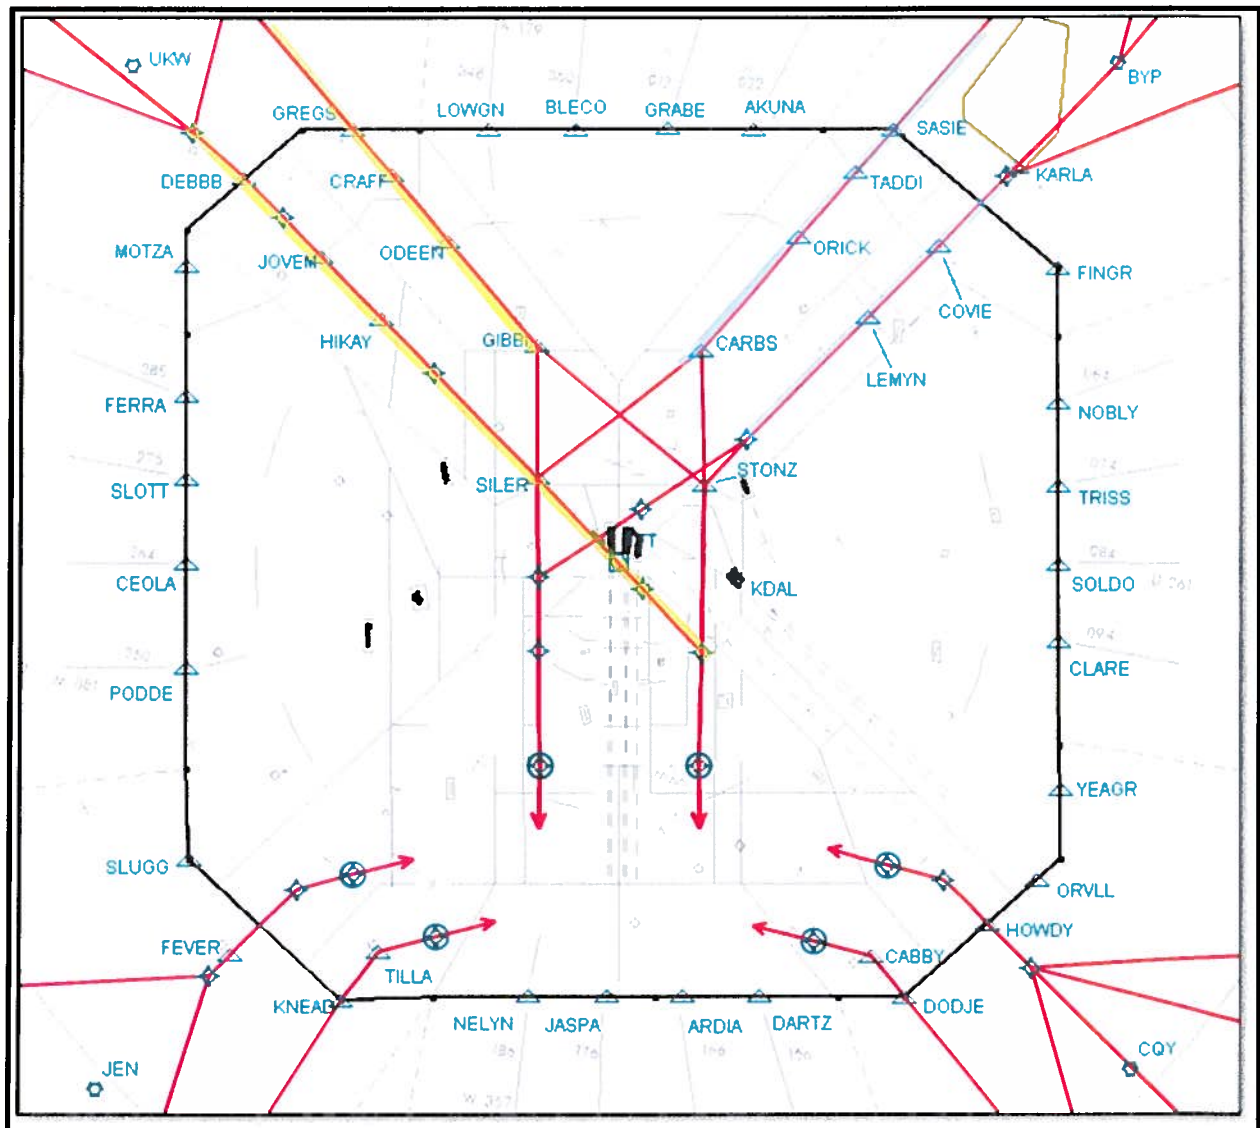 UKW
BYP
GREGS
LOWGN
BLECO
GRABE
AKUNA
SASIE
DEBBB
CRAFF
TADDI
KARLA
MOTZA
JOVEM
ODEEN
ORICK
FINGR
COVIE
HIKAY
GIBBI
CARBS
LEMYN
FERRA
NOBLY
SLOTT
SILER
STONZ
TRISS
CEOLA
KDAL
SOLDO
PODDE
CLARE
YEAGR
SLUGG
ORVLL
FEVER
TILLA
CABBY
HOWDY
KNEAD
NELYN
JASPA
ARDIA
DARTZ
DODJE
JEN
CQY